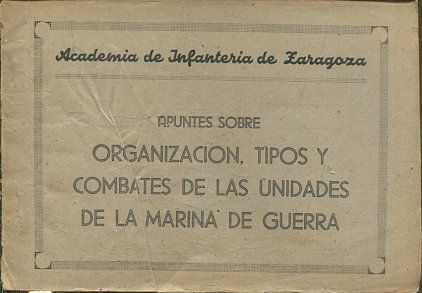 Academia de Infantería de Zaragoza
APUNTES SOBRE
ORGANIZACION, TIPOS Y
COMBATES DE LAS UNIDADES
DE LA MARINA DE GUERRA